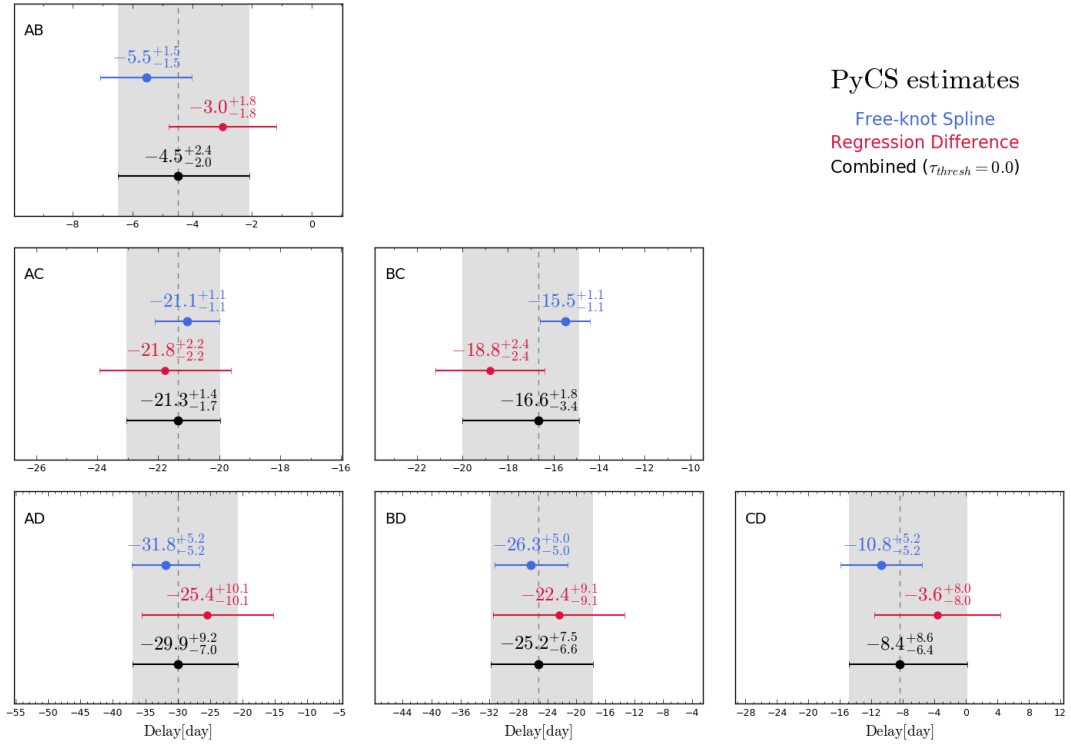 AB
−5.5 +1.5 −1.5
−3.0 +1.8 −1.8
−4.5 +2.4 −2.0
−8 −6 −4 −2 0
PyCS estimates
Free-knot Spline
Regression Difference
Combined (τthresh = 0.0)
AC
−21.1 +1.1 −1.1
−21.8 +2.2 −2.2
−21.3 +1.4 −1.7
−26 −24 −22 −20 −18 −16
BC
−15.5 +1.1 −1.1
−18.8 +2.4 −2.4
−16.6 +1.8 −3.4
−22 −20 −18 −16 −14 −12 −10
AD
−31.8 +5.2 −5.2
−25.4 +10.1 −10.1
−29.9 +9.2 −7.0
−55 −50 −45 −40 −35 −30 −25 −20 −15 −10 −5
Delay[day]
BD
−26.3 +5.0 −5.0
−22.4 +9.1 −9.1
−25.2 +7.5 −6.6
−44 −39 −34 −29 −24 −19 −14 −9 −4
Delay[day]
CD
−10.8 +5.2 −5.2
−3.6 +8.0 −8.0
−8.4 +8.6 −6.4
−28 −24 −20 −16 −12 −8 −4 0 4 8 12
Delay[day]